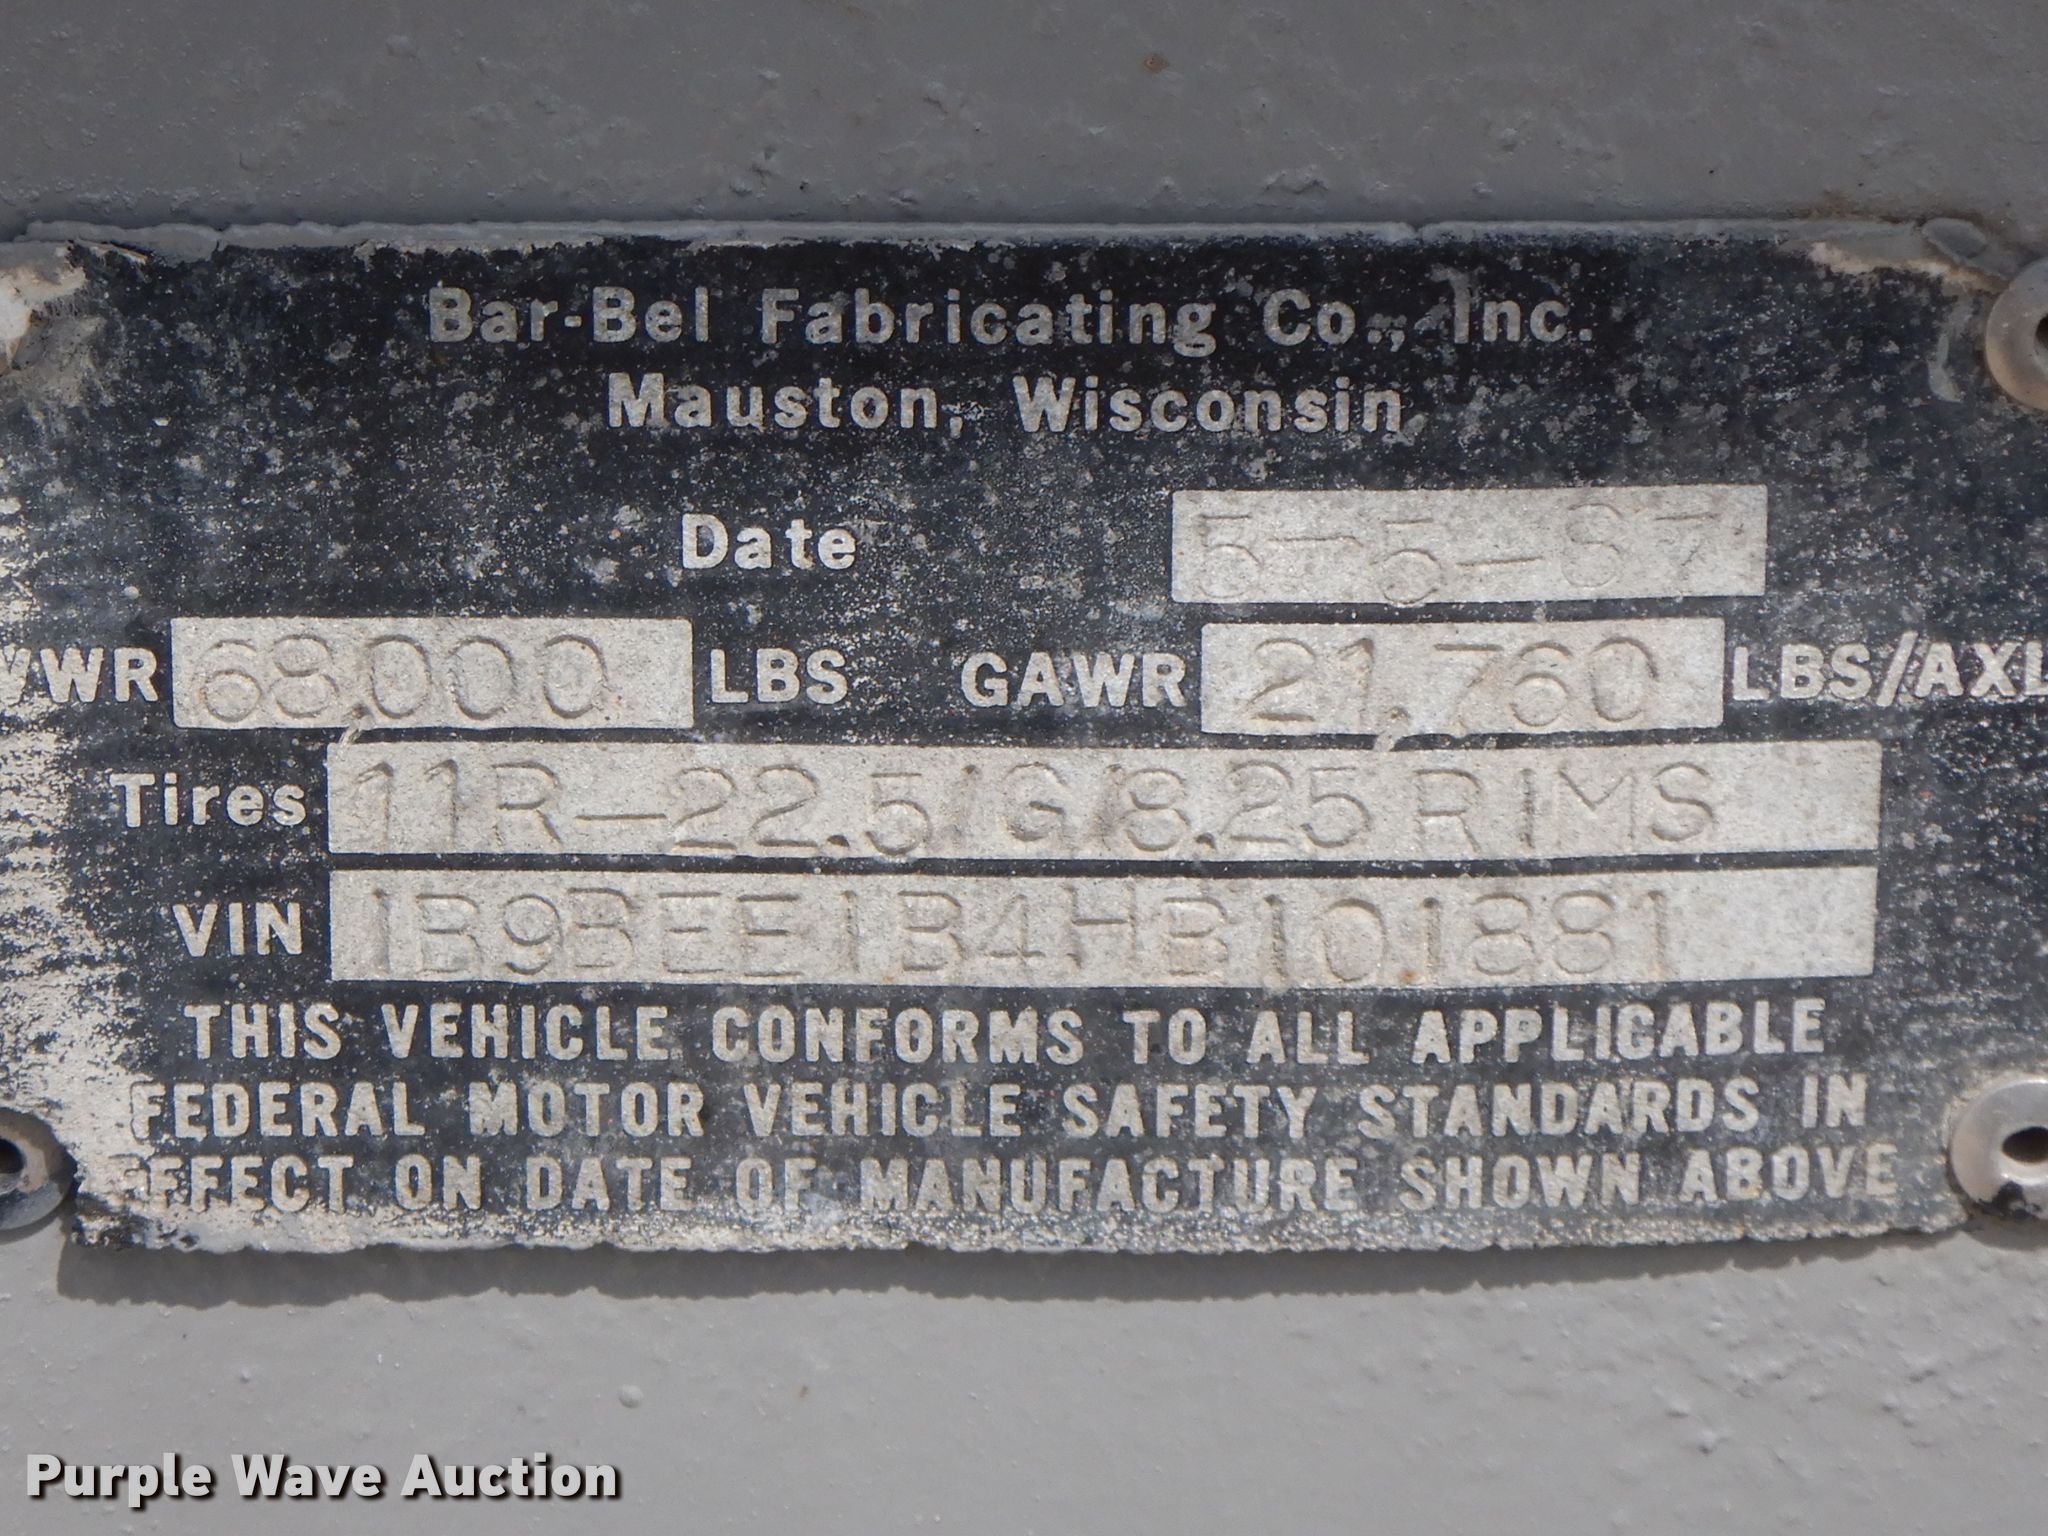 Bar-Bel Fabricating Co., Inc.
Mauston, Wisconsin
Date 5-5-87
VWR 68,000 LBS GAWR 21,760 LBS/AXL
Tires 11R-22.5/G/8.25 RIMS
VIN 1B9BEE1B4HB101881
THIS VEHICLE CONFORMS TO ALL APPLICABLE
FEDERAL MOTOR VEHICLE SAFETY STANDARDS IN
EFFECT ON DATE OF MANUFACTURE SHOWN ABOVE
Purple Wave Auction